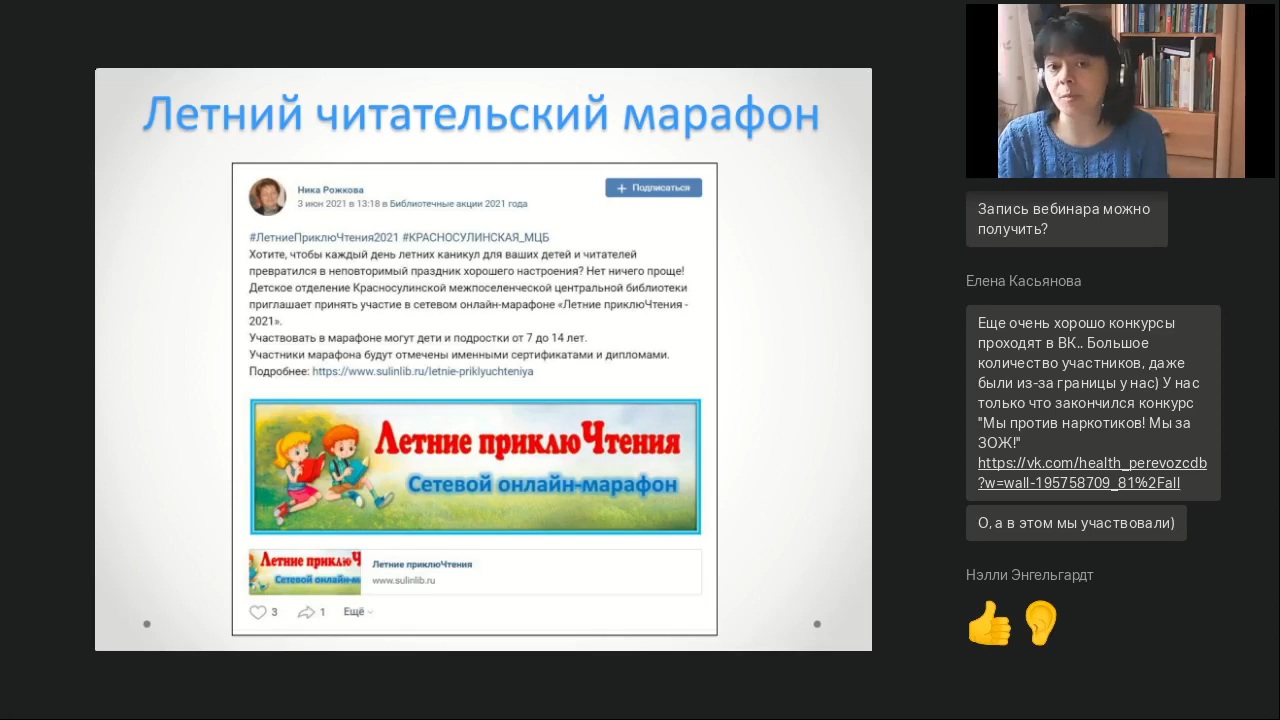 Летний читательский марафон
Ника Рожкова
3 июн 2021 в 13:18 в Библиотечные акции 2021 года
Подписаться
#ЛетниеПриклюЧтения2021 #КРАСНОСУЛИНСКАЯ_МЦБ
Хотите, чтобы каждый день летних каникул для ваших детей и читателей
превратился в неповторимый праздник хорошего настроения? Нет ничего проще!
Детское отделение Красносулинской межпоселенческой центральной библиотеки
приглашает принять участие в сетевом онлайн-марафоне «Летние приклюЧтения -
2021».
Участвовать в марафоне могут дети и подростки от 7 до 14 лет.
Участники марафона будут отмечены именными сертификатами и дипломами.
Подробнее: https://www.sulinlib.ru/letnie-priklyuchteniya
Летние приклюЧтения
Сетевой онлайн-марафон
Летние приклюЧ
Сетевой онлайн-м
Летние приклюЧтения
www.sulinlib.ru
3
1
Ещё
Запись вебинара можно
получить?
Елена Касьянова
Еще очень хорошо конкурсы
проходят в ВК.. Большое
количество участников, даже
были из-за границы у нас) У нас
только что закончился конкурс
"Мы против наркотиков! Мы за
ЗОЖ!"
https://vk.com/health_perevozcdb
?w=wall-195758709_81%2Fall
О, а в этом мы участвовали)
Нэлли Энгельгардт